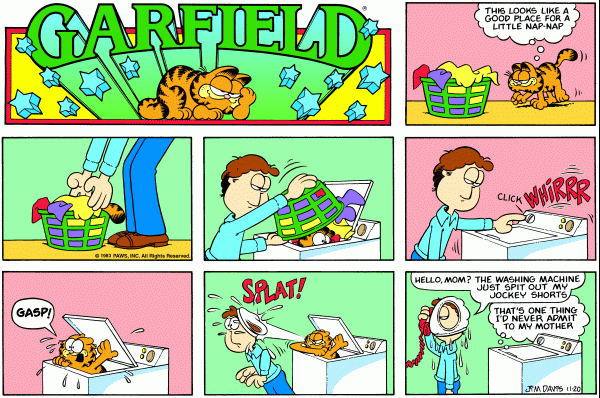 GARFIELD
®
THIS LOOKS LIKE A
GOOD PLACE FOR A
LITTLE NAP-NAP
© 1983 PAWS, INC. All Rights Reserved.
CLICK
WHIRRR
GASP!
SPLAT!
HELLO, MOM? THE WASHING MACHINE
JUST SPIT OUT MY
JOCKEY SHORTS
THAT'S ONE THING
I'D NEVER ADMIT
TO MY MOTHER
JIM DAVIS 11-20